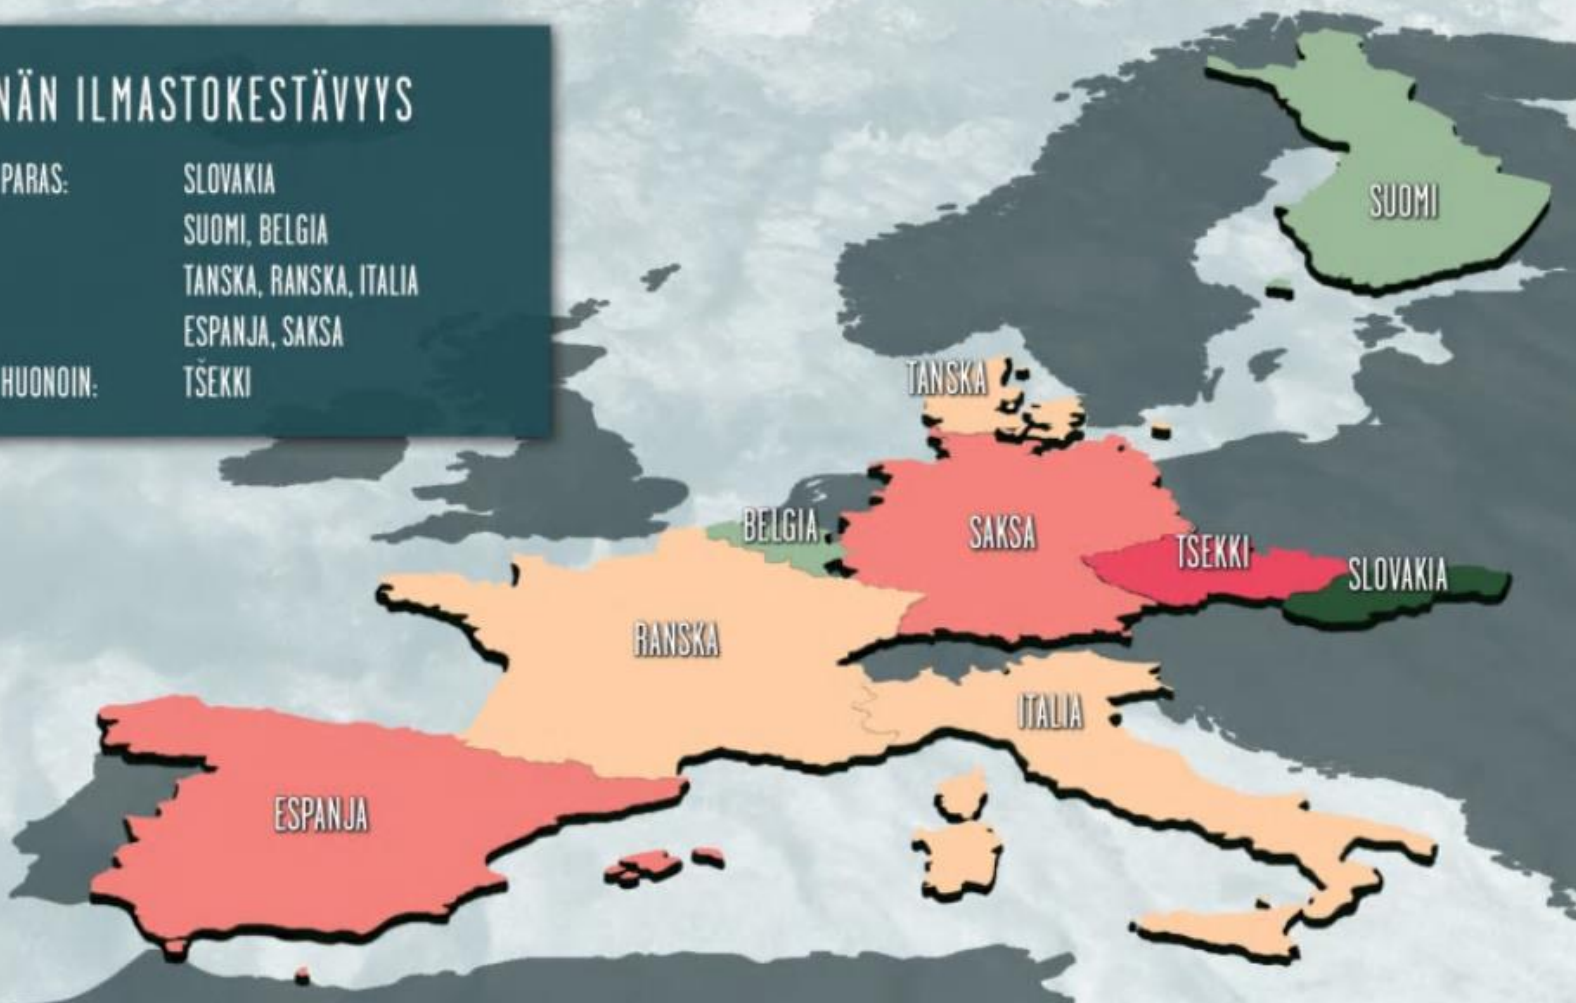 NÄN ILMASTOKESTÄVYYS
PARAS: SLOVAKIA
SUOMI, BELGIA
TANSKA, RANSKA, ITALIA
ESPANJA, SAKSA
HUONOIN: TŠEKKI
SUOMI
TANSKA
BELGIA
SAKSA
TŠEKKI
SLOVAKIA
RANSKA
ITALIA
ESPANJA